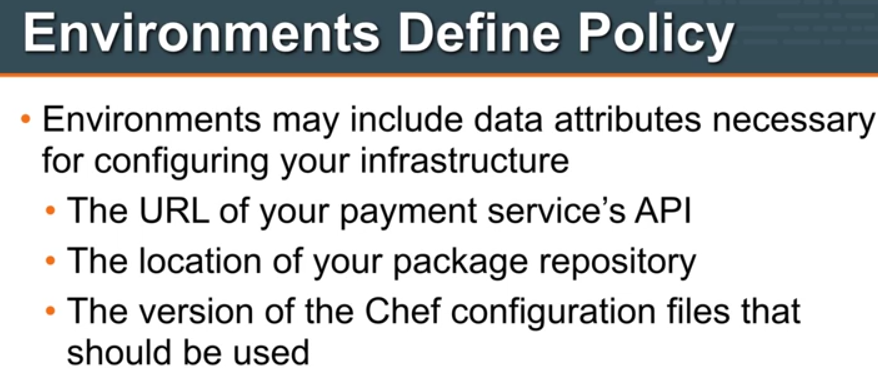 Environments Define Policy
• Environments may include data attributes necessary
for configuring your infrastructure
• The URL of your payment service’s API
• The location of your package repository
• The version of the Chef configuration files that
should be used